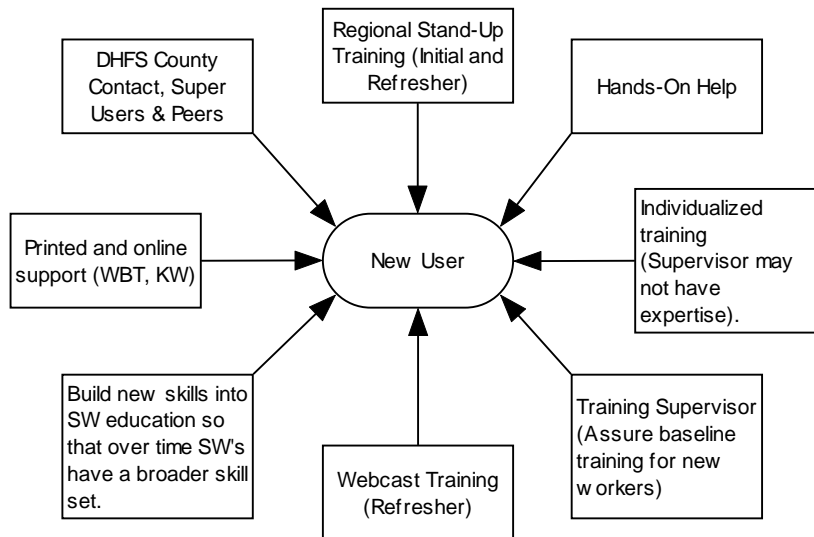 DHFS County
Contact, Super
Users & Peers
Regional Stand-Up
Training (Initial and
Refresher)
Hands-On Help
Printed and online
support (WBT, KW)
New User
Individualized
training
(Supervisor may
not have
expertise).
Build new skills into
SW education so
that over time SW's
have a broader skill
set.
Webcast Training
(Refresher)
Training Supervisor
(Assure baseline
training for new
workers)